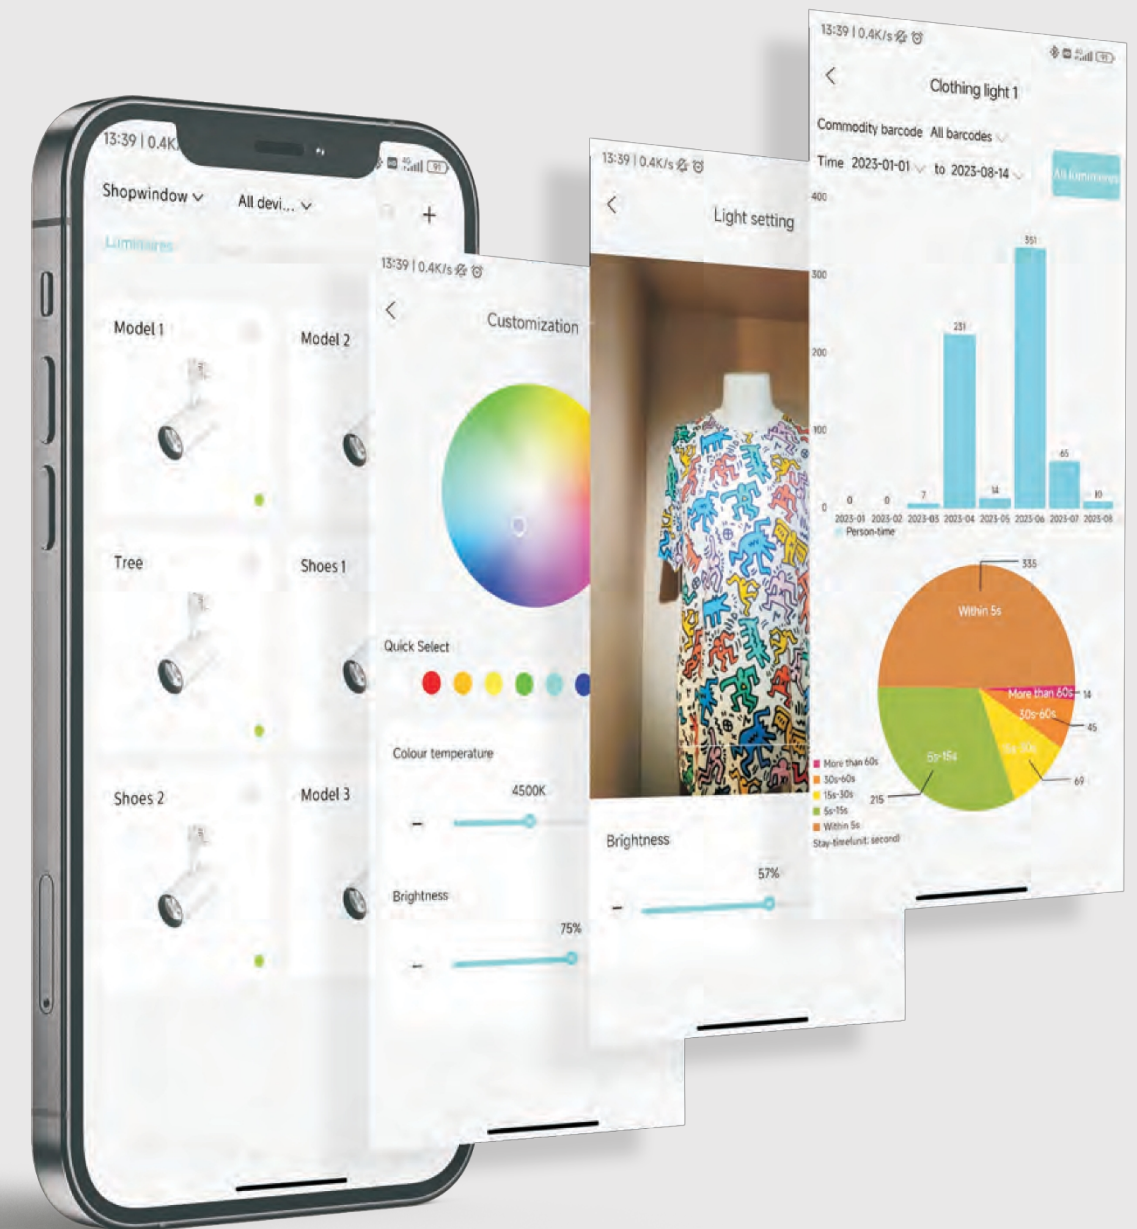 13:39 | 0.4K
Shopwindow
All devi...
+
Luminires
Model 1
Model 2
Tree
Shoes 1
Shoes 2
Model 3
13:39 | 0.4K/s
Customization
Quick Select
Colour temperature
4500K
Brightness
75%
13:39 | 0.4K/s
Light setting
Brightness
57%
13:39 | 0.4K/s
Clothing light 1
Commodity barcode All barcodes
Time 2023-01-01 to 2023-08-14
All luminires
400
300
200
100
0
0
0
7
231
14
351
65
10
2023-01 2023-02 2023-03 2023-04 2023-05 2023-06 2023-07 2023-08
Person-time
335
Within 5s
More than 60s 14
30s-60s
45
5s-15s
69
215
More than 60s
30s-60s
15s-30s
5s-15s
Within 5s
Stay-time(unit: second)